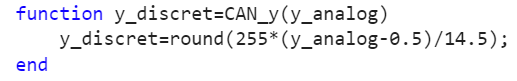 function y_discret=CAN_y(y_analog)
    y_discret=round(255*(y_analog-0.5)/14.5);
end